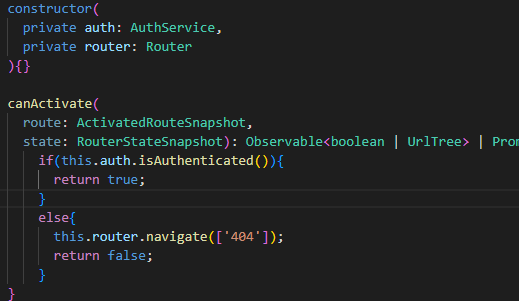 constructor(
private auth: AuthService,
private router: Router
){}
canActivate(
route: ActivatedRouteSnapshot,
state: RouterStateSnapshot): Observable<boolean | UrlTree> | Pron
if(this.auth.isAuthenticated()){
return true;
}
else{
this.router.navigate(['404']);
return false;
}
}